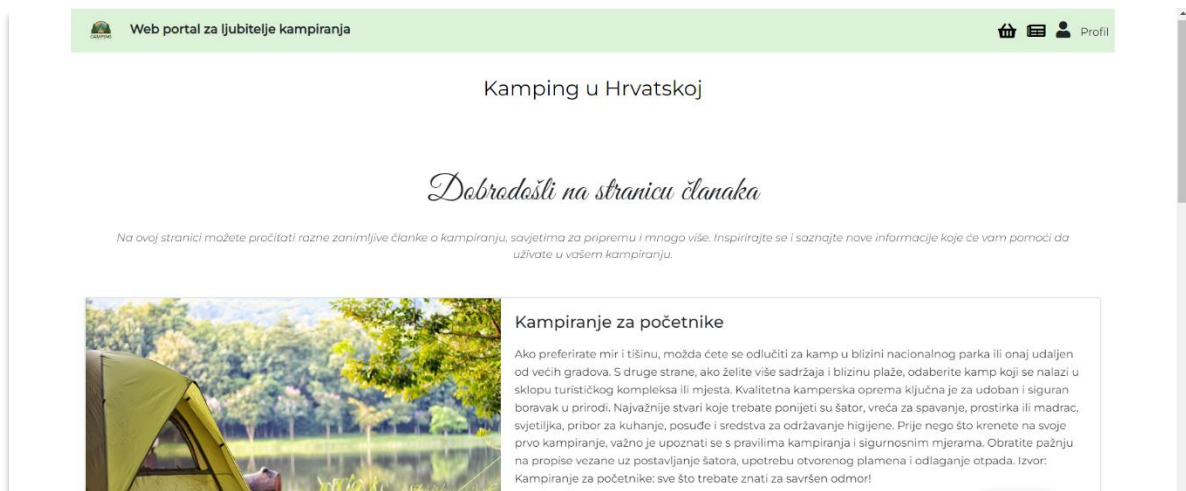 CAMPING
Web portal za ljubitelje kampiranja
Profil
Kamping u Hrvatskoj
Dobrodošli na stranicu članaka
Na ovoj stranici možete pročitati razne zanimljive članke o kampiranju, savjetima za pripremu i mnogo više. Inspirirajte se i saznajte nove informacije koje će vam pomoći da
uživate u vašem kampiranju.
Kampiranje za početnike
Ako preferirate mir i tišinu, možda ćete se odlučiti za kamp u blizini nacionalnog parka ili onaj udaljen
od većih gradova. S druge strane, ako želite više sadržaja i blizinu plaže, odaberite kamp koji se nalazi u
sklopu turističkog kompleksa ili mjesta. Kvalitetna kamperska oprema ključna je za udoban i siguran
boravak u prirodi. Najvažnije stvari koje trebate ponijeti su šator, vreća za spavanje, prostirka ili madrac,
svjetiljka, pribor za kuhanje, posuđe i sredstva za održavanje higijene. Prije nego što krenete na svoje
prvo kampiranje, važno je upoznati se s pravilima kampiranja i sigurnosnim mjerama. Obratite pažnju
na propise vezane uz postavljanje šatora, upotrebu otvorenog plamena i odlaganje otpada. Izvor:
Kampiranje za početnike: sve što trebate znati za savršen odmor!